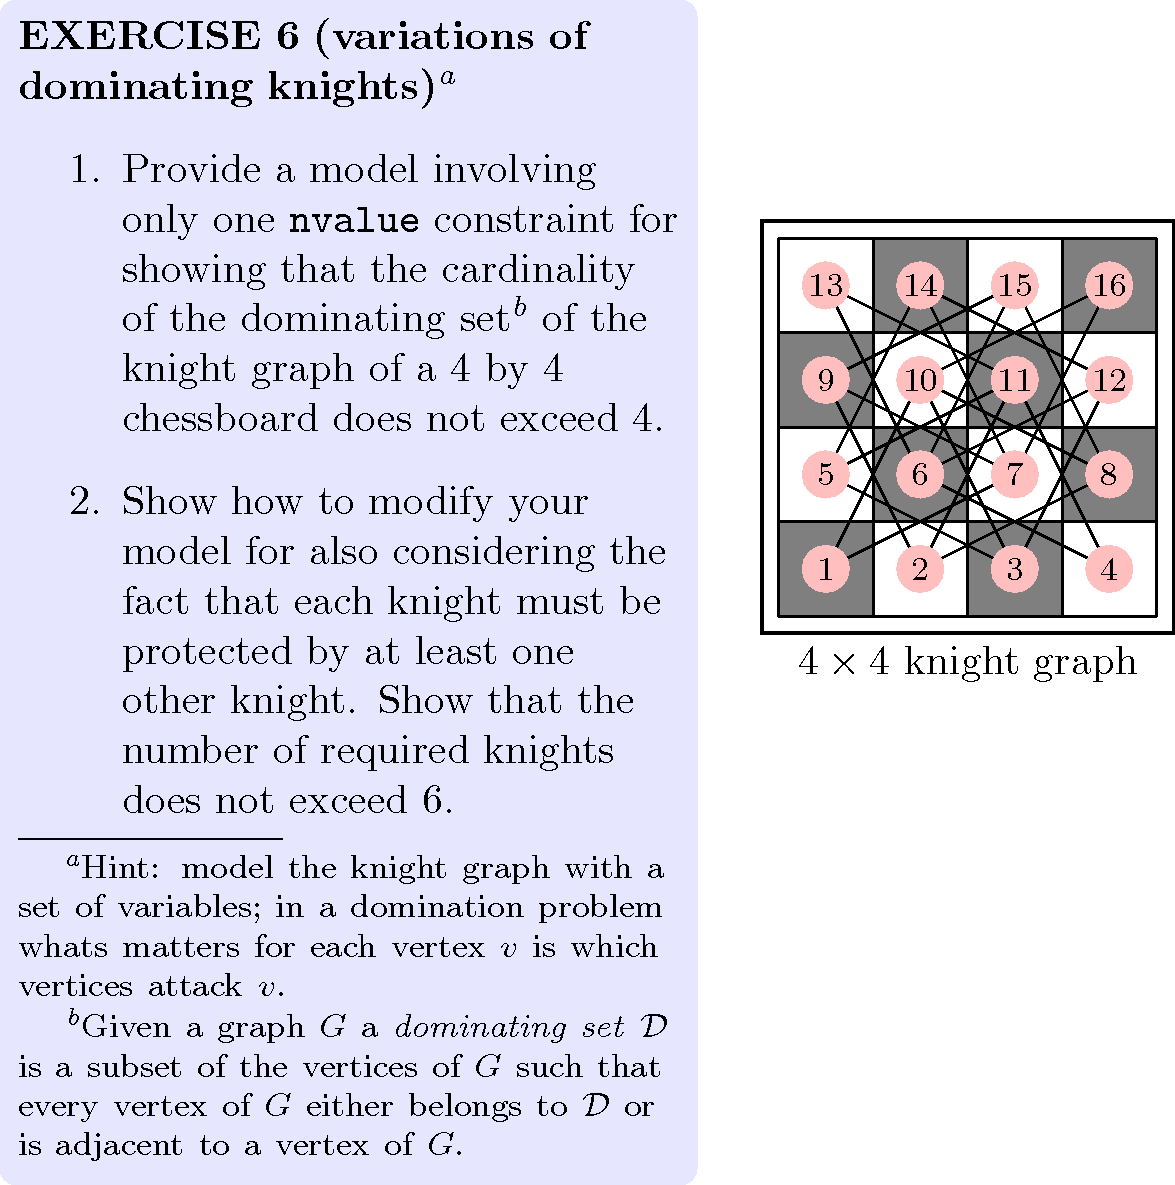 EXERCISE 6 (variations of
dominating knights)ᵃ
1. Provide a model involving
only one nvalue constraint for
showing that the cardinality
of the dominating setᵇ of the
knight graph of a 4 by 4
chessboard does not exceed 4.
2. Show how to modify your
model for also considering the
fact that each knight must be
protected by at least one
other knight. Show that the
number of required knights
does not exceed 6.
ᵃHint: model the knight graph with a
set of variables; in a domination problem
whats matters for each vertex v is which
vertices attack v.
ᵇGiven a graph G a dominating set 𝒟
is a subset of the vertices of G such that
every vertex of G either belongs to 𝒟 or
is adjacent to a vertex of G.
13 14 15 16
9 10 11 12
5 6 7 8
1 2 3 4
4 × 4 knight graph